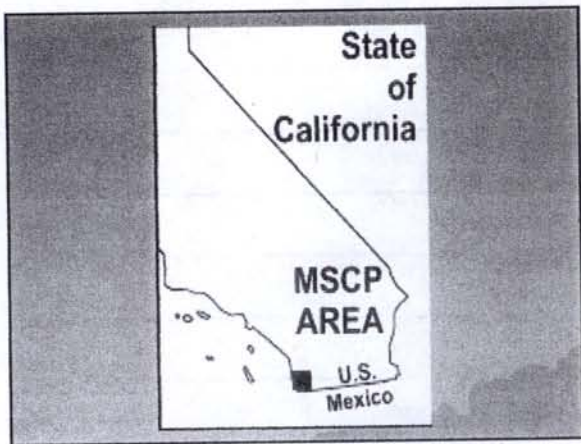 State
of
California
MSCP
AREA
U.S.
Mexico